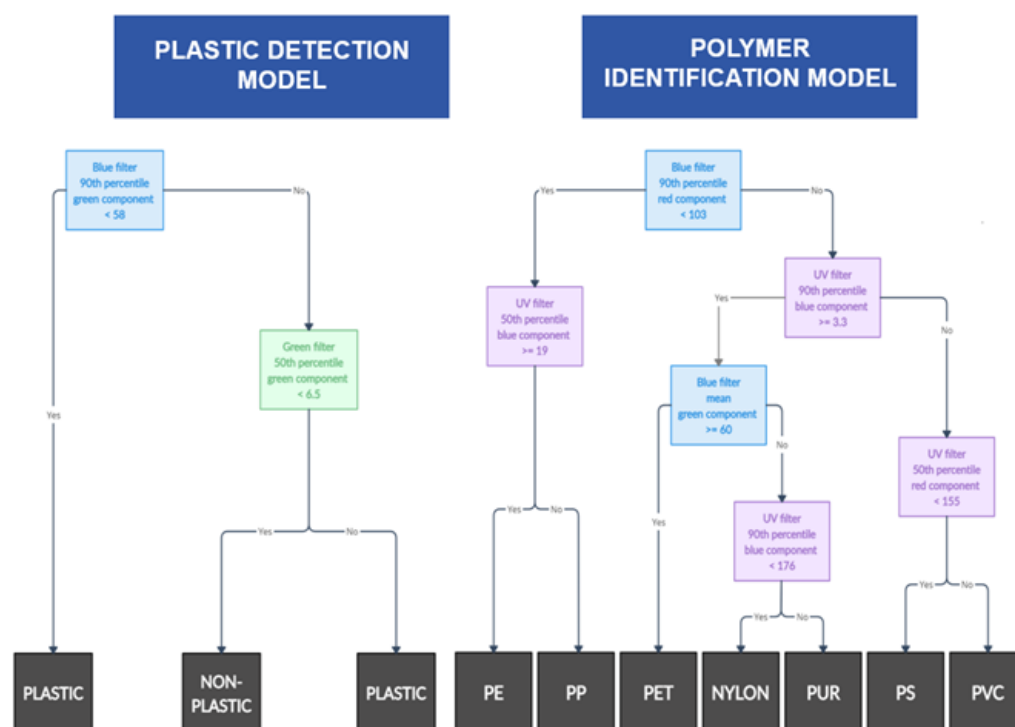 PLASTIC DETECTION
MODEL
Blue filter
90th percentile
green component
< 58
No
Green filter
50th percentile
green component
< 6.5
Yes
Yes
No
PLASTIC
NON-
PLASTIC
PLASTIC
POLYMER
IDENTIFICATION MODEL
Blue filter
90th percentile
red component
< 103
Yes
No
UV filter
50th percentile
blue component
>= 19
UV filter
90th percentile
blue component
>= 3.3
Yes
No
Blue filter
mean
green component
>= 60
No
UV filter
50th percentile
red component
< 155
Yes
No
Yes
UV filter
90th percentile
blue component
< 176
Yes
No
Yes
No
PE
PP
PET
NYLON
PUR
PS
PVC